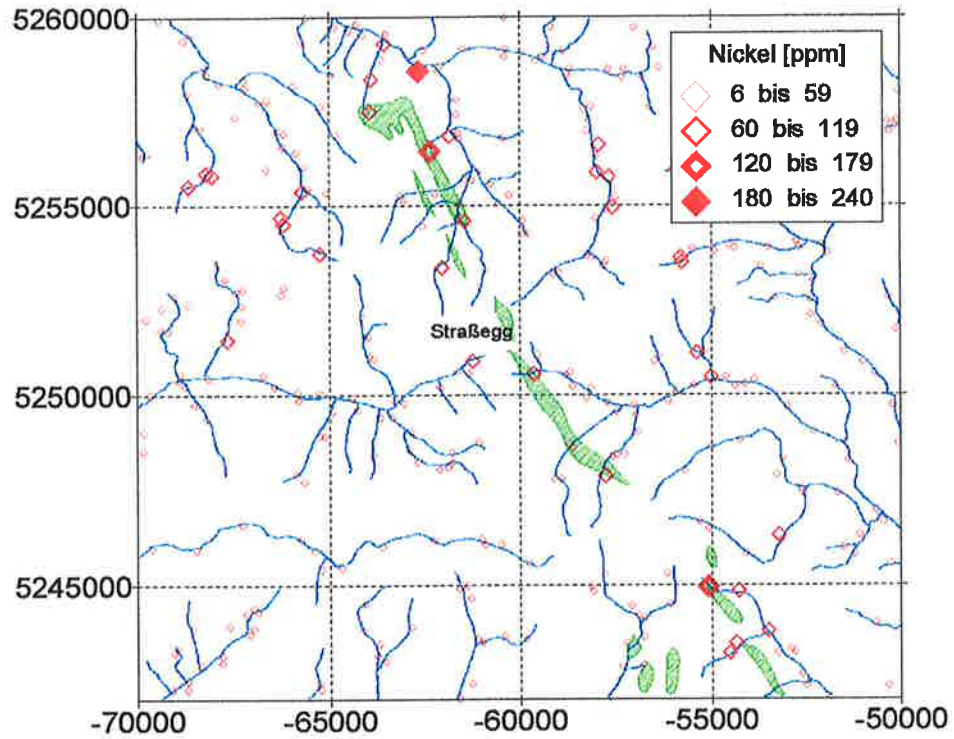 5260000
Nickel [ppm]
6 bis 59
60 bis 119
120 bis 179
180 bis 240
5255000
Straßegg
5250000
5245000
-70000 -65000 -60000 -55000 -50000